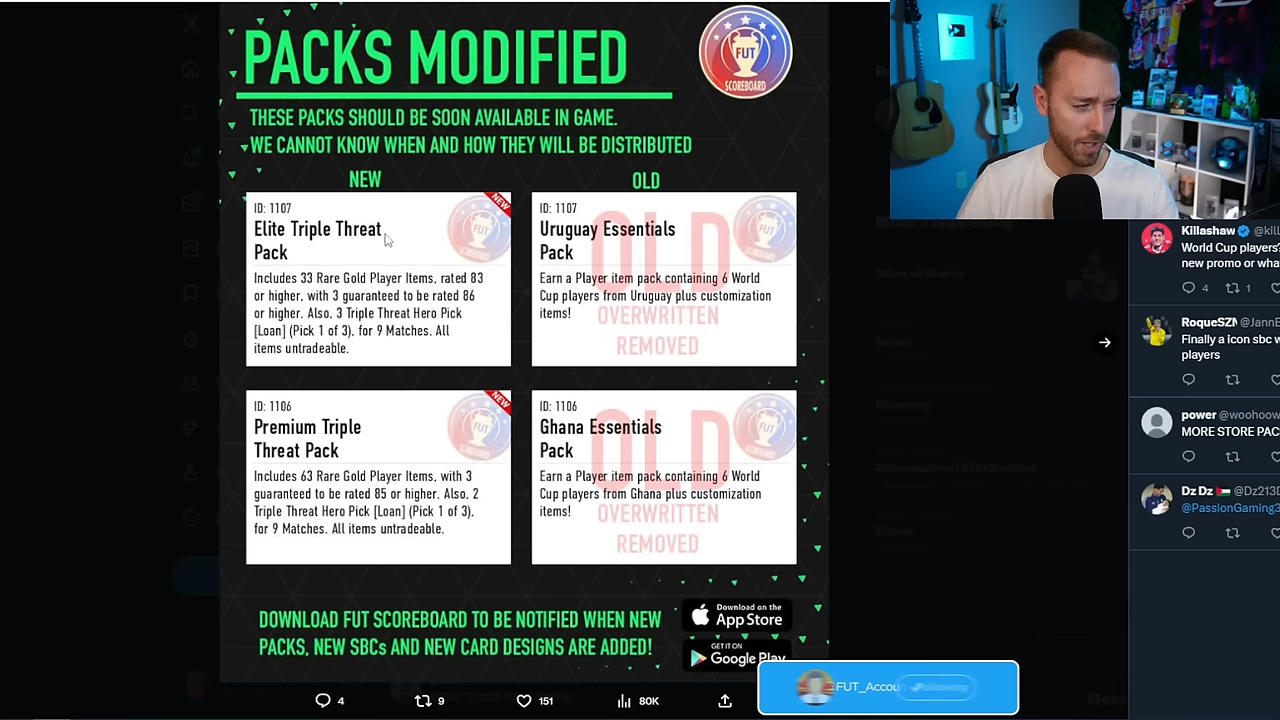 PACKS MODIFIED
FUT
SCOREBOARD
THESE PACKS SHOULD BE SOON AVAILABLE IN GAME.
WE CANNOT KNOW WHEN AND HOW THEY WILL BE DISTRIBUTED
NEW
OLD
ID: 1107
NEW
Elite Triple Threat
Pack
FUT
Includes 33 Rare Gold Player Items, rated 83
or higher, with 3 guaranteed to be rated 86
or higher. Also, 3 Triple Threat Hero Pick
[Loan] (Pick 1 of 3), for 9 Matches. All
items untradeable.
ID: 1107
Uruguay Essentials
Pack
OLD
Earn a Player item pack containing 6 World
Cup players from Uruguay plus customization
items!
OVERWRITTEN
REMOVED
ID: 1106
NEW
Premium Triple
Threat Pack
FUT
Includes 63 Rare Gold Player Items, with 3
guaranteed to be rated 85 or higher. Also, 2
Triple Threat Hero Pick [Loan] (Pick 1 of 3),
for 9 Matches. All items untradeable.
ID: 1106
Ghana Essentials
Pack
OLD
Earn a Player item pack containing 6 World
Cup players from Ghana plus customization
items!
OVERWRITTEN
REMOVED
DOWNLOAD FUT SCOREBOARD TO BE NOTIFIED WHEN NEW
PACKS, NEW SBCs AND NEW CARD DESIGNS ARE ADDED!
Download on the
App Store
GET IT ON
Google Play
4
9
151
80K
@FUT_Accou
Following
Killashaw @kill
World Cup players?
new promo or wha
4 1
RoqueSZN @JannE
Finally a icon sbc w
players
power @woohoow
MORE STORE PAC
Dz Dz 🇵🇸 @Dz213D
@PassionGaming3